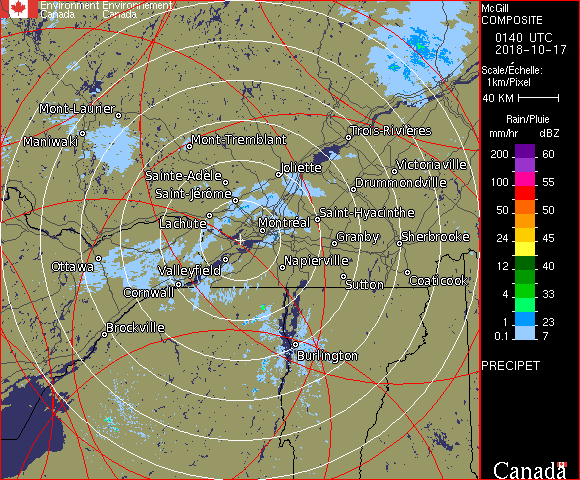 Environment Environnement
Canada Canada
McGill
COMPOSITE
0140 UTC
2018-10-17
Scale/Échelle:
1km/Pixel
40 KM
Rain/Pluie
mm/hr dBZ
200 60
100 55
50 50
24 45
12 40
4 33
1 23
0.1 7
PRECIPET
Canada
Mont-Laurier
Maniwaki
Mont-Tremblant
Trois-Rivières
Sainte-Adèle
Joliette
Victoriaville
Drummondville
Saint-Jérôme
Lachute
Montréal
Saint-Hyacinthe
Granby
Sherbrooke
Ottawa
Valleyfield
Napierville
Cornwall
Sutton
Coaticook
Brockville
Burlington